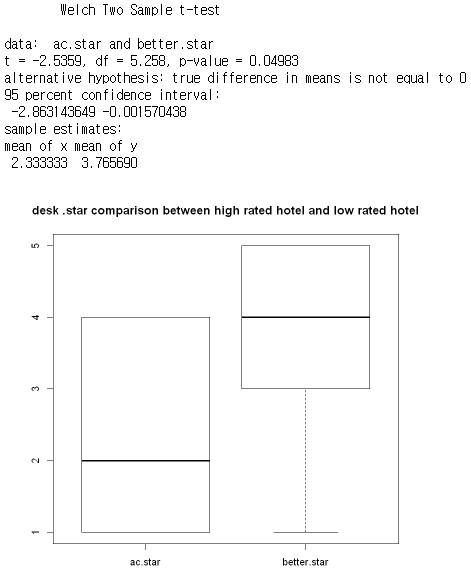 Welch Two Sample t-test
data: ac.star and better.star
t = -2.5359, df = 5.258, p-value = 0.04983
alternative hypothesis: true difference in means is not equal to 0
95 percent confidence interval:
-2.863143649 -0.001570438
sample estimates:
mean of x mean of y
2.333333 3.765690
desk .star comparison between high rated hotel and low rated hotel
5
4
3
2
1
ac.star better.star